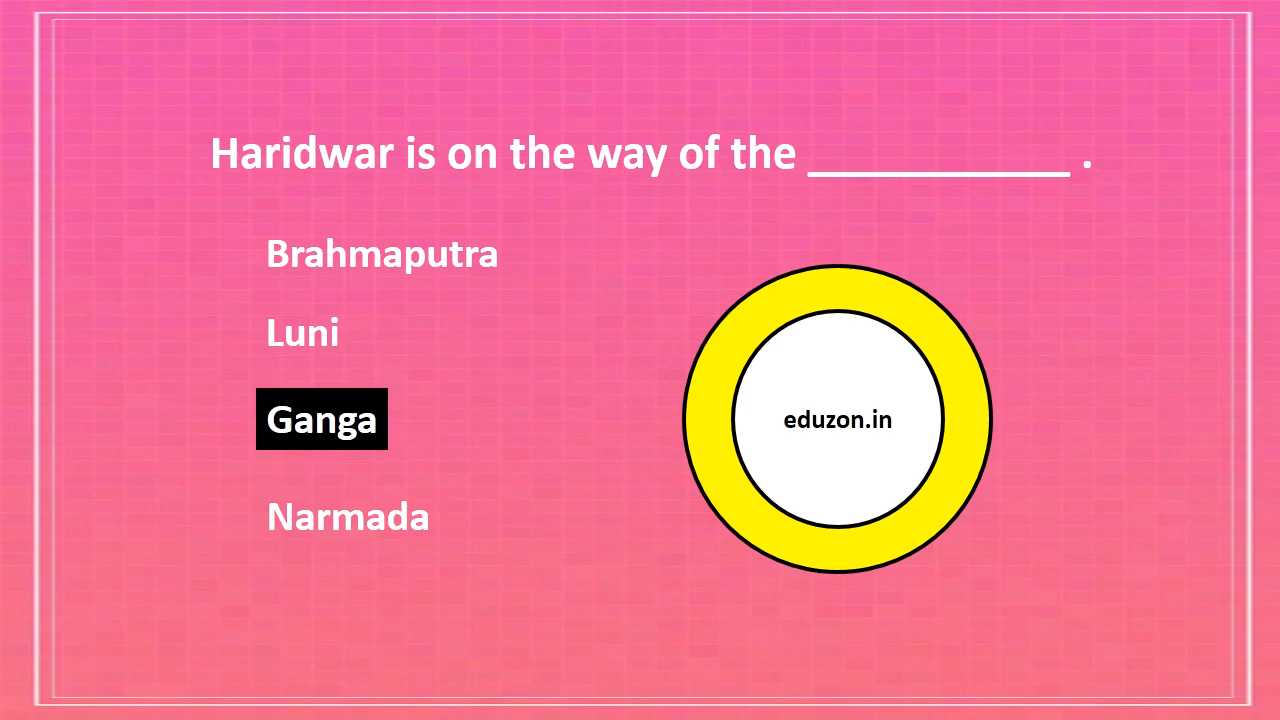 Haridwar is on the way of the ____________ .
Brahmaputra
Luni
Ganga
eduzon.in
Narmada